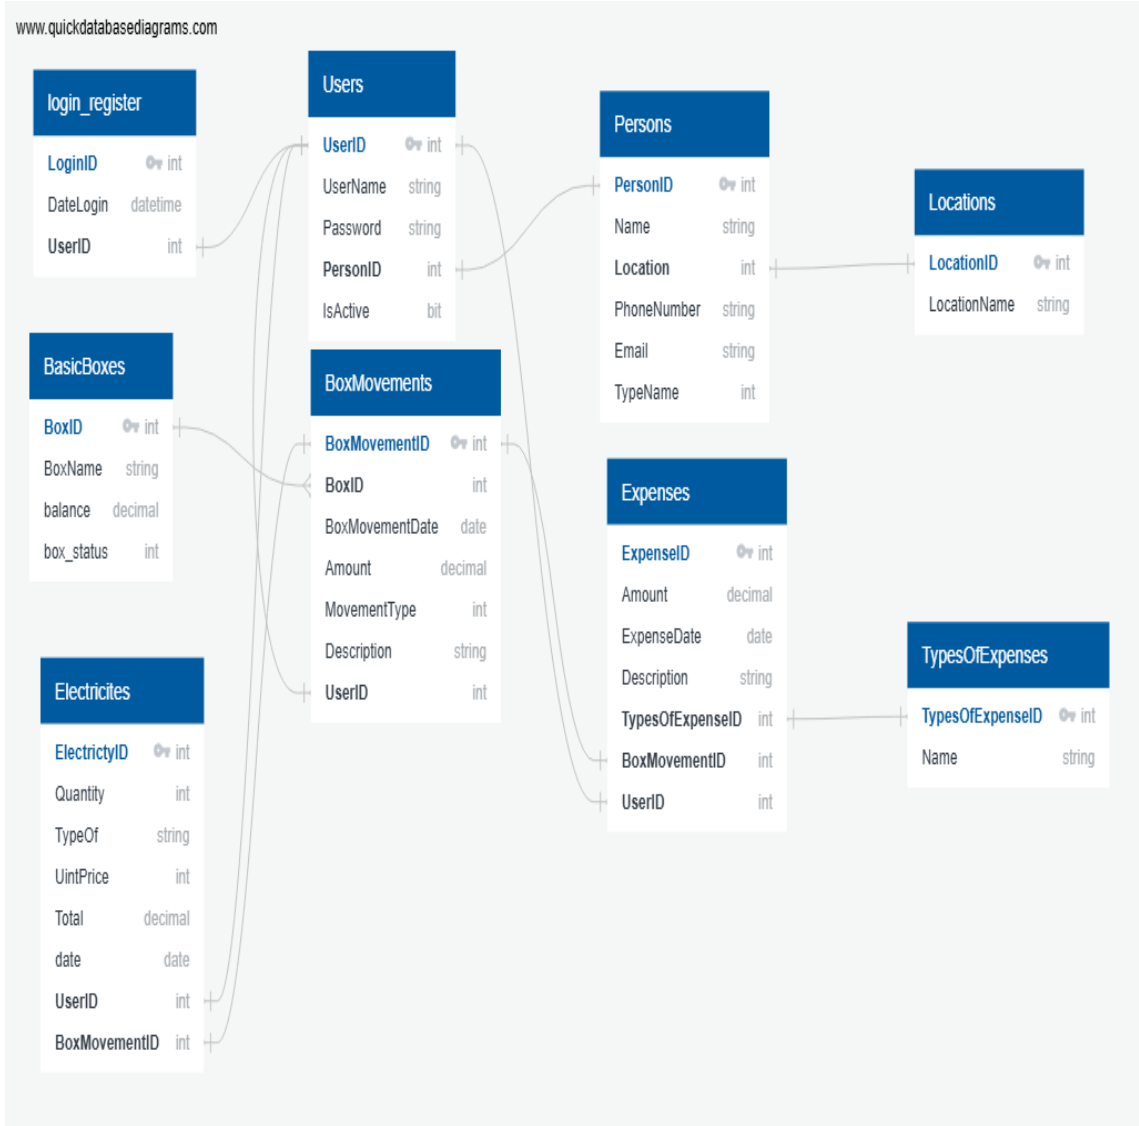 www.quickdatabasediagrams.com
login_register
LoginID int
DateLogin datetime
UserID int
Users
UserID int
UserName string
Password string
PersonID int
IsActive bit
Persons
PersonID int
Name string
Location int
PhoneNumber string
Email string
TypeName int
Locations
LocationID int
LocationName string
BasicBoxes
BoxID int
BoxName string
balance decimal
box_status int
BoxMovements
BoxMovementID int
BoxID int
BoxMovementDate date
Amount decimal
MovementType int
Description string
UserID int
Expenses
ExpenseID int
Amount decimal
ExpenseDate date
Description string
TypesOfExpenseID int
BoxMovementID int
UserID int
TypesOfExpenses
TypesOfExpenseID int
Name string
Electricites
ElectrictyID int
Quantity int
TypeOf string
UintPrice int
Total decimal
date date
UserID int
BoxMovementID int